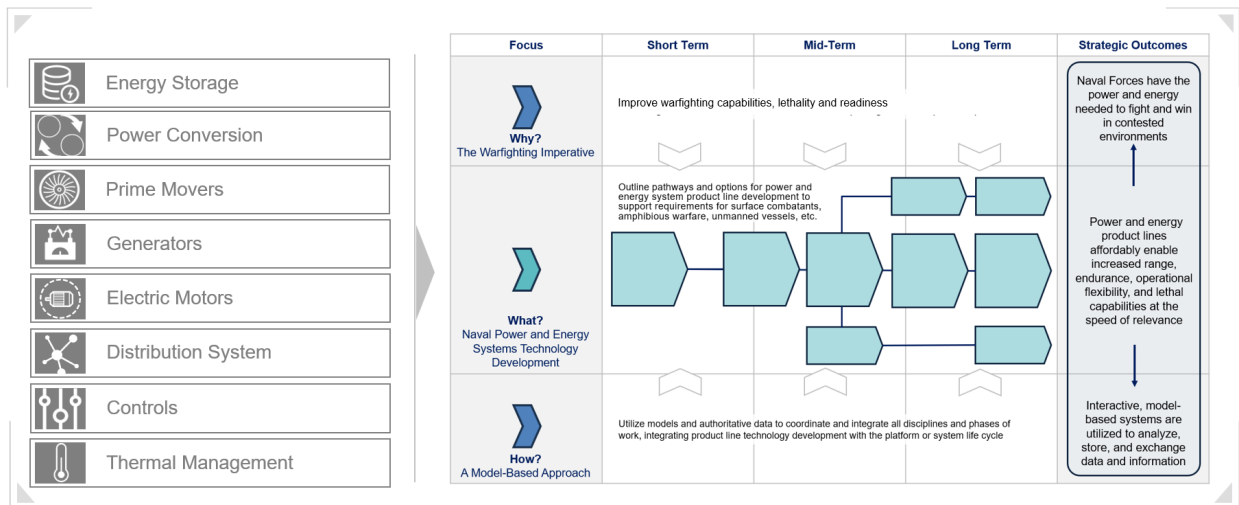 Energy Storage
Power Conversion
Prime Movers
Generators
Electric Motors
Distribution System
Controls
Thermal Management
Focus
Short Term
Mid-Term
Long Term
Strategic Outcomes
Why?
The Warfighting Imperative
Improve warfighting capabilities, lethality and readiness
Naval Forces have the
power and energy
needed to fight and win
in contested
environments
What?
Naval Power and Energy
Systems Technology
Development
Outline pathways and options for power and
energy system product line development to
support requirements for surface combatants,
amphibious warfare, unmanned vessels, etc.
Power and energy
product lines
affordably enable
increased range,
endurance, operational
flexibility, and lethal
capabilities at the
speed of relevance
How?
A Model-Based Approach
Utilize models and authoritative data to coordinate and integrate all disciplines and phases of
work, integrating product line technology development with the platform or system life cycle
Interactive, model-
based systems are
utilized to analyze,
store, and exchange
data and information